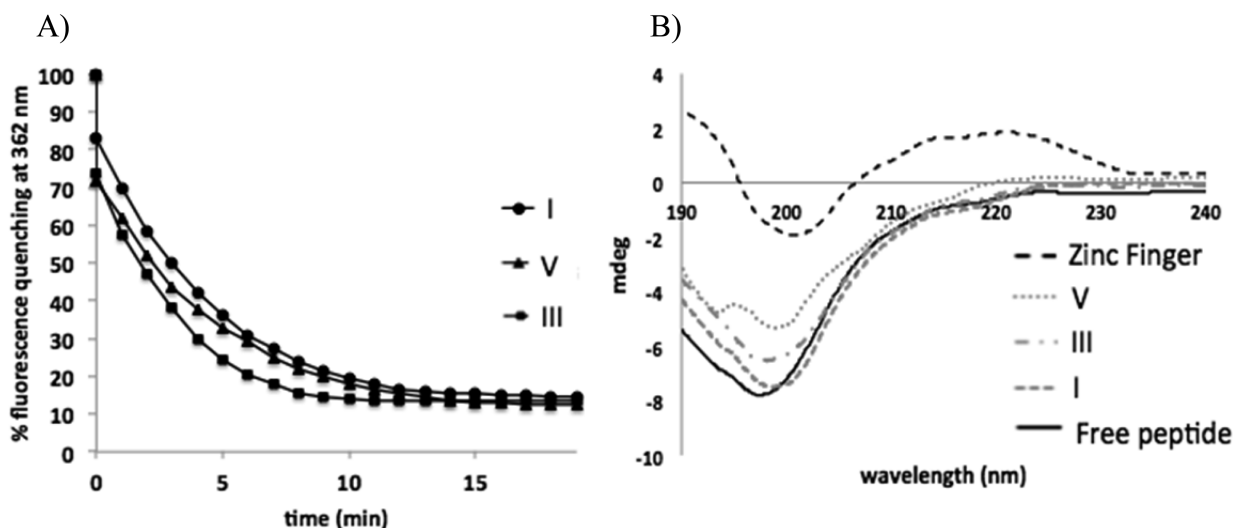 A)
% fluorescence quenching at 362 nm
100
90
80
70
60
50
40
30
20
10
0
0 5 10 15
time (min)
I
V
III
B)
mdeg
4
2
0
-2
-4
-6
-8
-10
190 200 210 220 230 240
wavelength (nm)
Zinc Finger
V
III
I
Free peptide